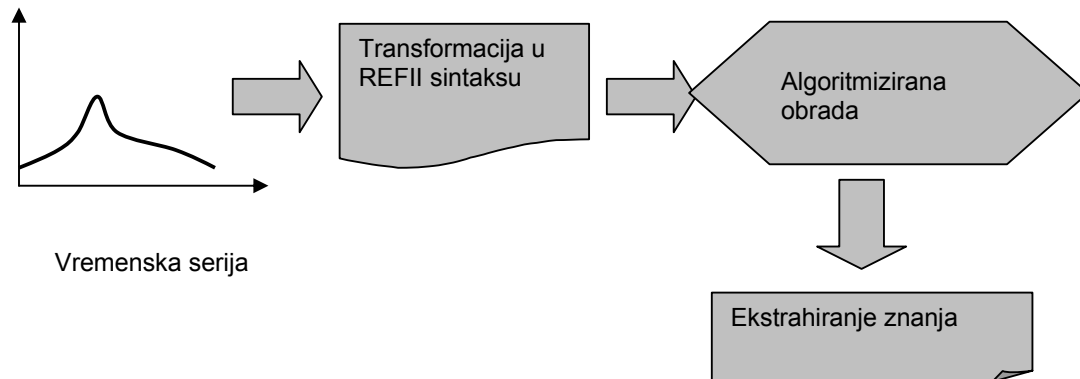 Transformacija u
REFII sintaksu
Algoritmizirana
obrada
Vremenska serija
Ekstrahiranje znanja